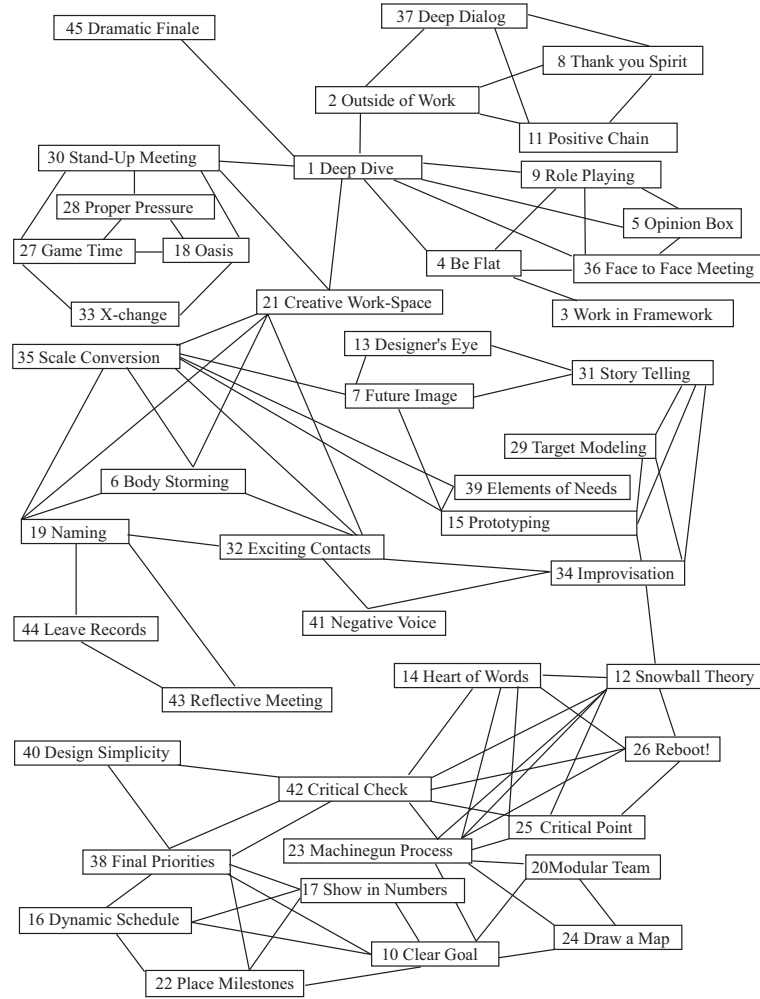 37 Deep Dialog
45 Dramatic Finale
8 Thank you Spirit
2 Outside of Work
11 Positive Chain
30 Stand-Up Meeting
1 Deep Dive
9 Role Playing
28 Proper Pressure
5 Opinion Box
27 Game Time
18 Oasis
4 Be Flat
36 Face to Face Meeting
21 Creative Work-Space
33 X-change
3 Work in Framework
13 Designer's Eye
35 Scale Conversion
31 Story Telling
7 Future Image
29 Target Modeling
6 Body Storming
39 Elements of Needs
15 Prototyping
19 Naming
32 Exciting Contacts
34 Improvisation
41 Negative Voice
44 Leave Records
14 Heart of Words
12 Snowball Theory
43 Reflective Meeting
26 Reboot!
40 Design Simplicity
42 Critical Check
25 Critical Point
23 Machinegun Process
38 Final Priorities
20Modular Team
17 Show in Numbers
16 Dynamic Schedule
24 Draw a Map
10 Clear Goal
22 Place Milestones